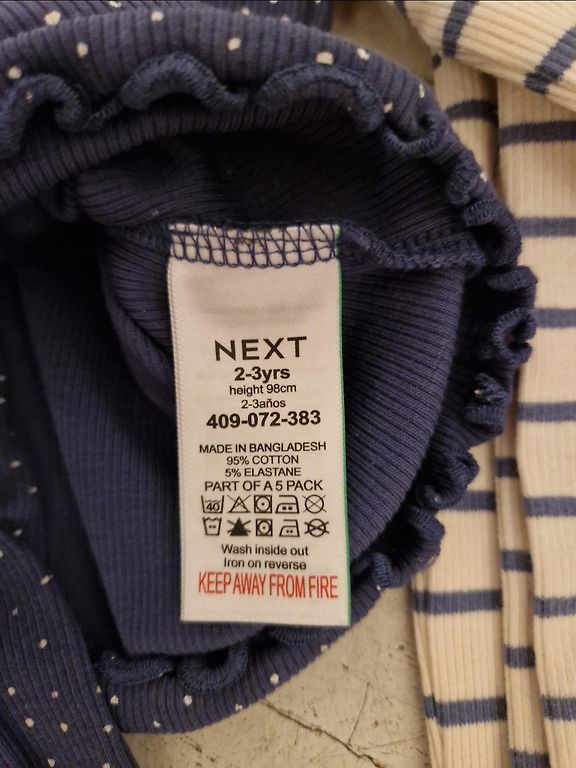 NEXT
2-3yrs
height 98cm
2-3años
409-072-383
MADE IN BANGLADESH
95% COTTON
5% ELASTANE
PART OF A 5 PACK
40
Wash inside out
Iron on reverse
KEEP AWAY FROM FIRE